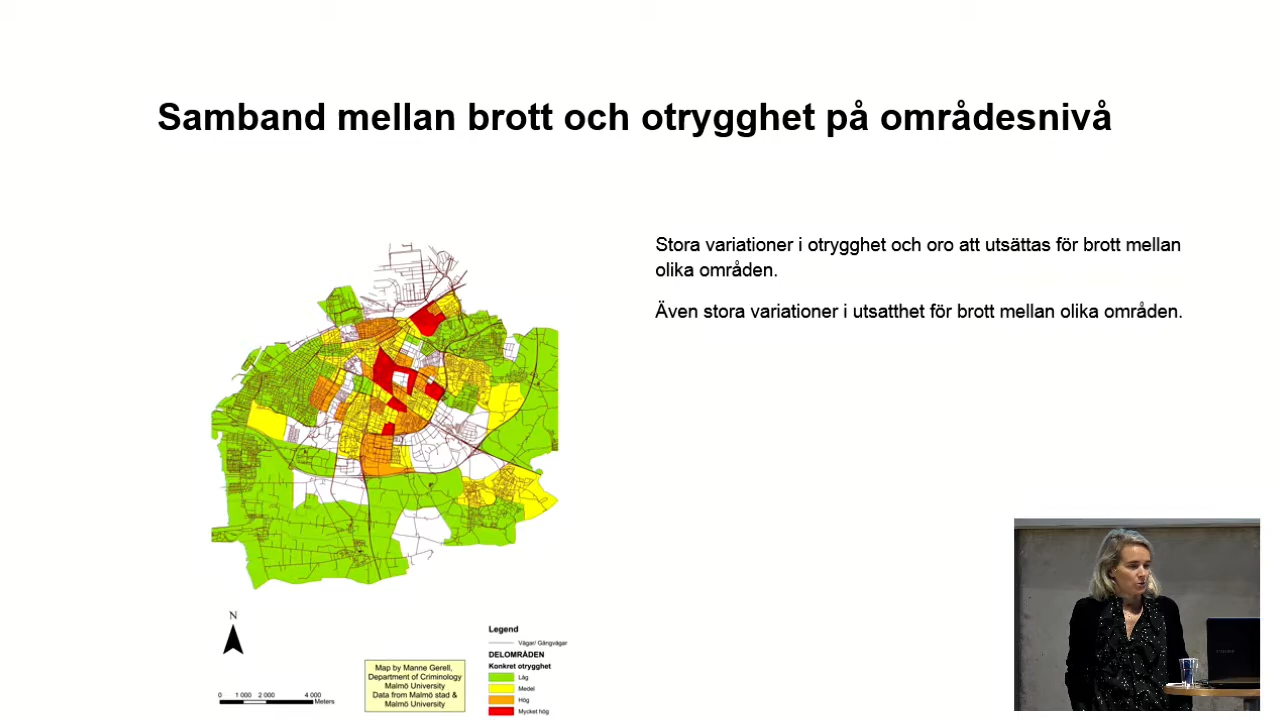 Samband mellan brott och otrygghet på områdesnivå
Stora variationer i otrygghet och oro att utsättas för brott mellan
olika områden.
Även stora variationer i utsatthet för brott mellan olika områden.
N
0 1 000 2 000 4 000
Meters
Map by Manne Gerell,
Department of Criminology
Malmö University
Data from Malmö stad &
Malmö University
Legend
Vägar/ Gångvägar
DELOMRÅDEN
Konkret otrygghet
Låg
Medel
Hög
Mycket hög